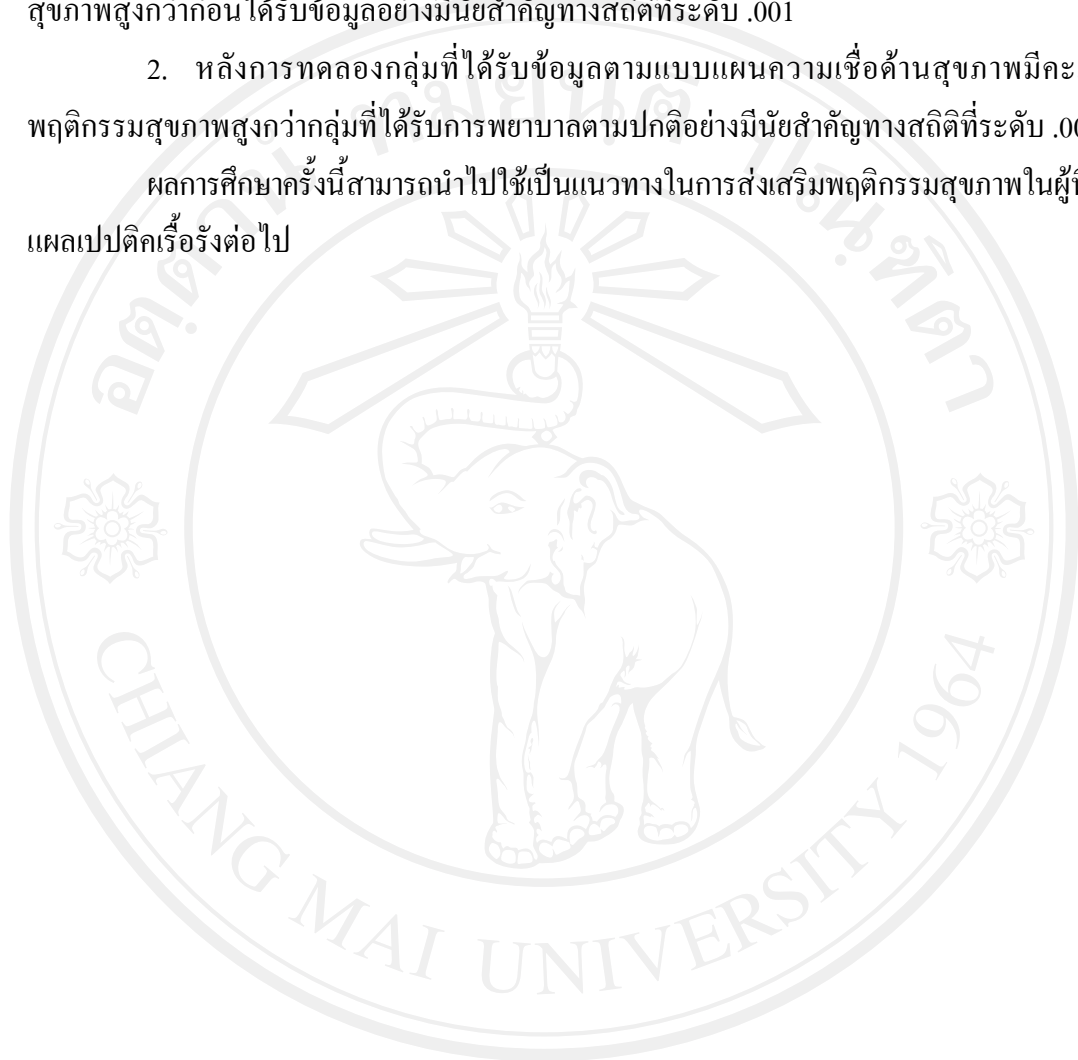 สุขภาพสูงกว่าก่อนได้รับข้อมูลอย่างมีนัยสำคัญทางสถิติที่ระดับ .001
2. หลังการทดลองกลุ่มที่ได้รับข้อมูลตามแบบแผนความเชื่อด้านสุขภาพมีคะ
พฤติกรรมสุขภาพสูงกว่ากลุ่มที่ได้รับการพยาบาลตามปกติอย่างมีนัยสำคัญทางสถิติที่ระดับ .00
ผลการศึกษาครั้งนี้สามารถนำไปใช้เป็นแนวทางในการส่งเสริมพฤติกรรมสุขภาพในผู้ที่
แผลเปปติคเรื้อรังต่อไป
CHIANG MAI UNIVERSITY 1964